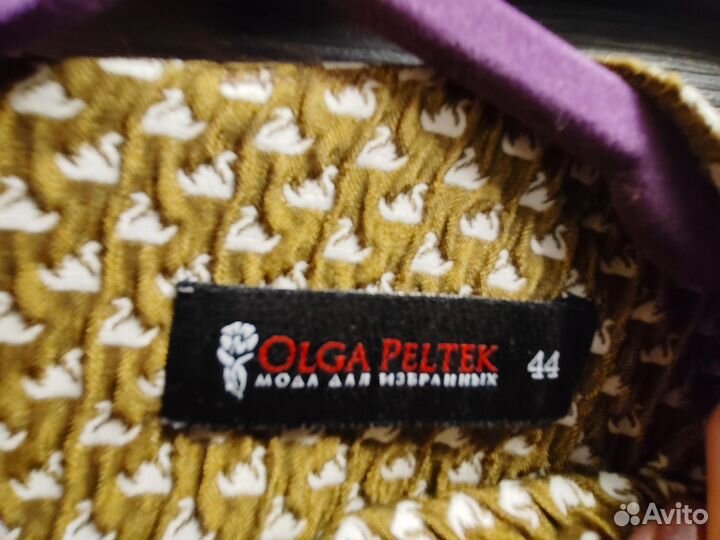 OLGA PELTEK
МОДА ДЛЯ ИЗБРАННЫХ
44
Avito